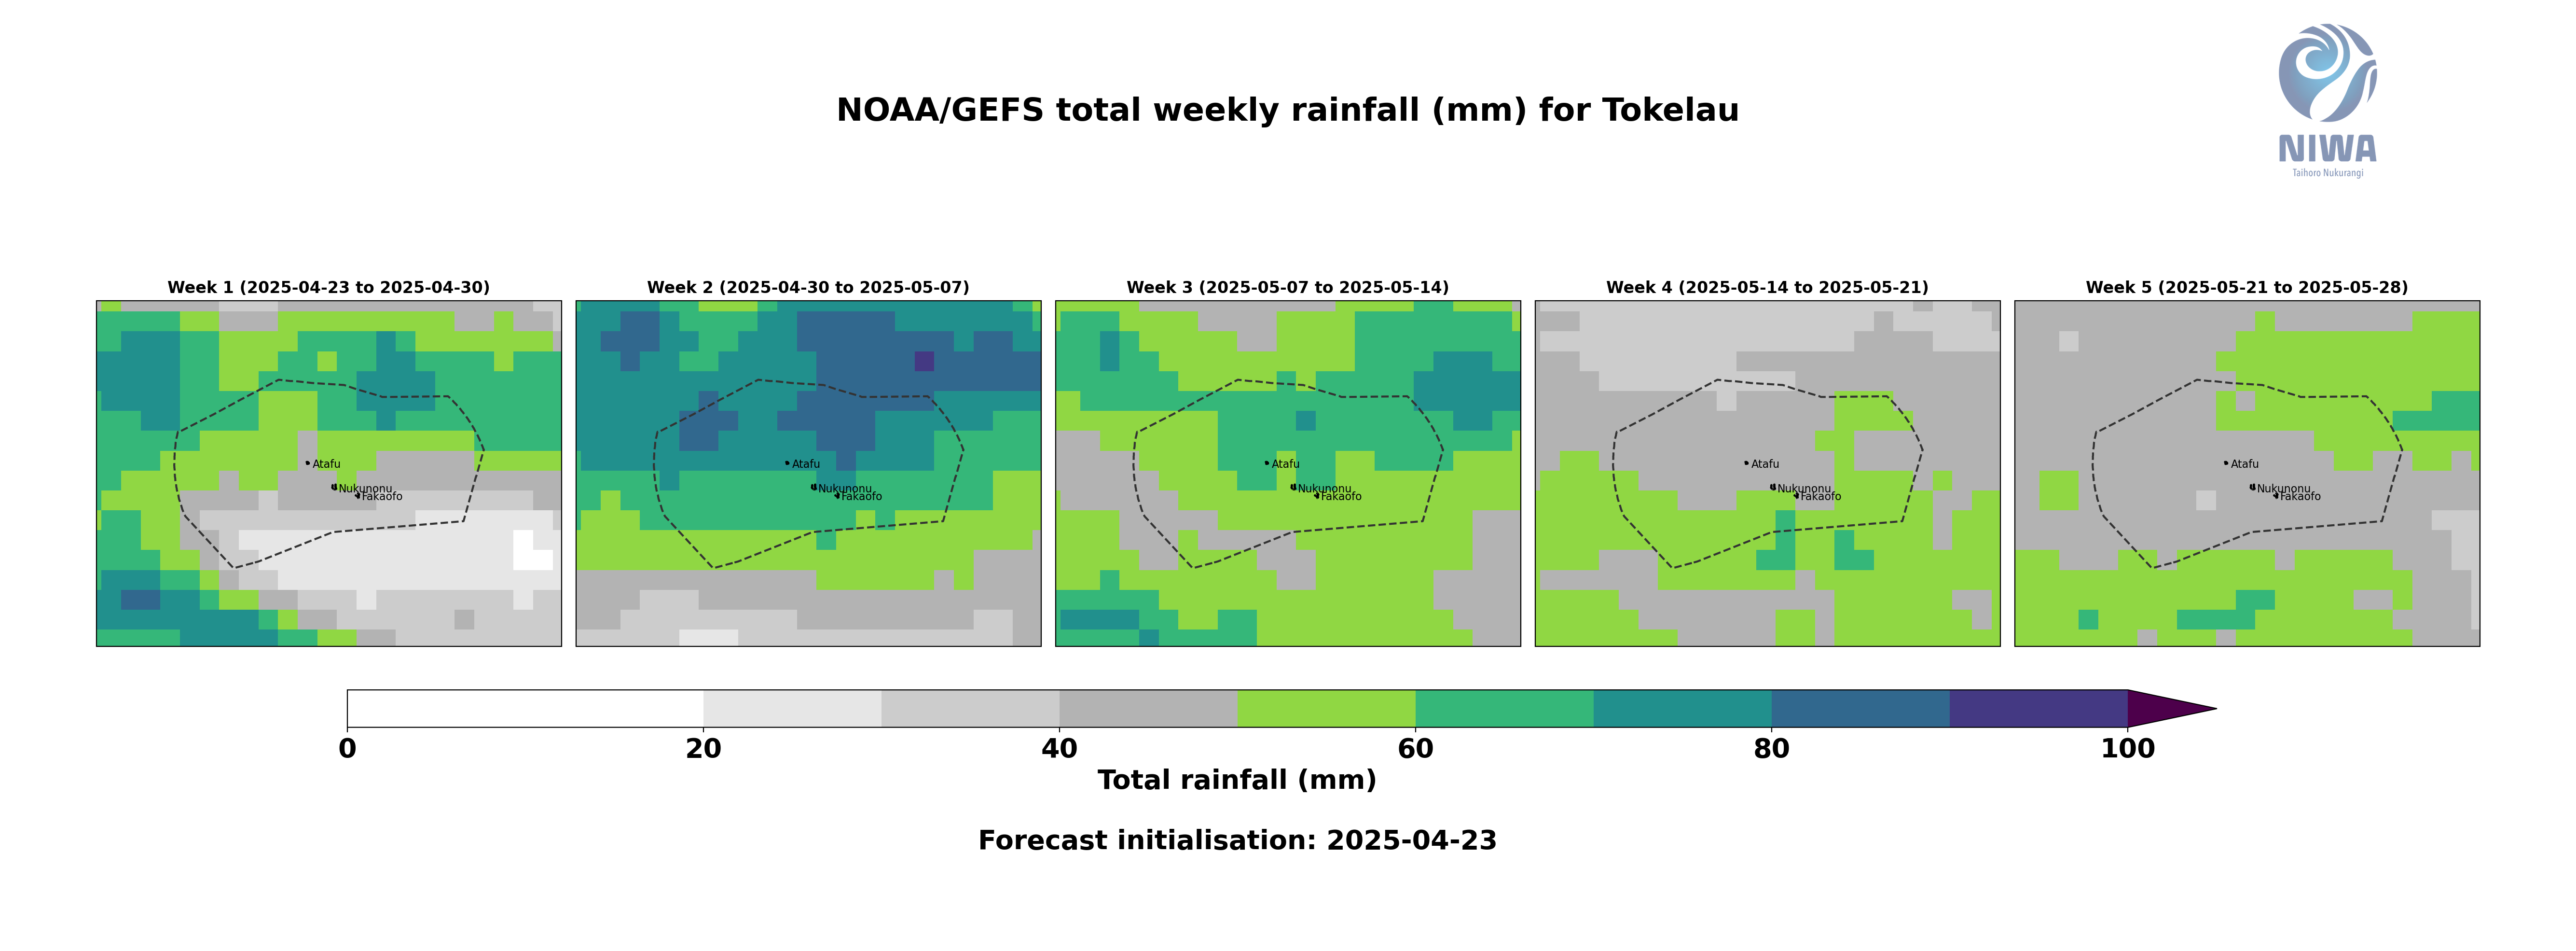 NOAA/GEFS total weekly rainfall (mm) for Tokelau
NIWA
Taihoro Nukurangi
Week 1 (2025-04-23 to 2025-04-30)
Week 2 (2025-04-30 to 2025-05-07)
Week 3 (2025-05-07 to 2025-05-14)
Week 4 (2025-05-14 to 2025-05-21)
Week 5 (2025-05-21 to 2025-05-28)
Atafu
Nukunonu
Fakaofo
Atafu
Nukunonu
Fakaofo
Atafu
Nukunonu
Fakaofo
Atafu
Nukunonu
Fakaofo
Atafu
Nukunonu
Fakaofo
0 20 40 60 80 100
Total rainfall (mm)
Forecast initialisation: 2025-04-23